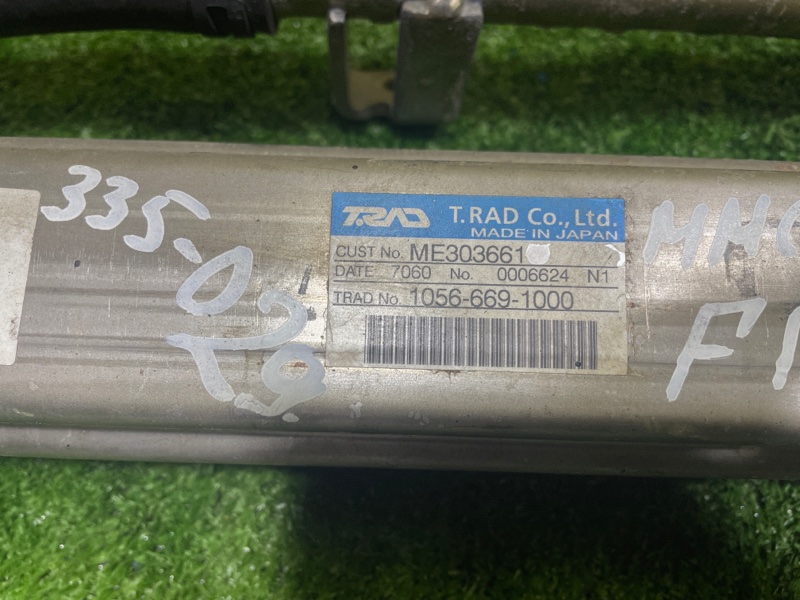 335-02
29
T.RAD
T.RAD Co., Ltd.
MADE IN JAPAN
CUST No. ME303661
DATE 7060 No. 0006624 N1
TRAD No. 1056-669-1000